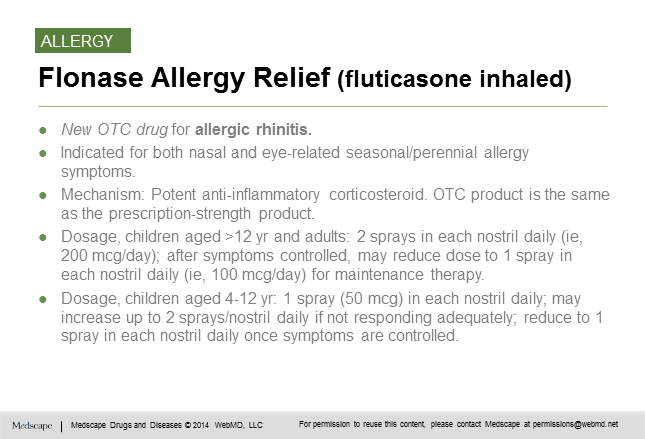 ALLERGY
Flonase Allergy Relief (fluticasone inhaled)
● New OTC drug for allergic rhinitis.
● Indicated for both nasal and eye-related seasonal/perennial allergy
symptoms.
● Mechanism: Potent anti-inflammatory corticosteroid. OTC product is the same
as the prescription-strength product.
● Dosage, children aged >12 yr and adults: 2 sprays in each nostril daily (ie,
200 mcg/day); after symptoms controlled, may reduce dose to 1 spray in
each nostril daily (ie, 100 mcg/day) for maintenance therapy.
● Dosage, children aged 4-12 yr: 1 spray (50 mcg) in each nostril daily; may
increase up to 2 sprays/nostril daily if not responding adequately; reduce to 1
spray in each nostril daily once symptoms are controlled.
Medscape | Medscape Drugs and Diseases © 2014 WebMD, LLC For permission to reuse this content, please contact Medscape at permissions@webmd.net